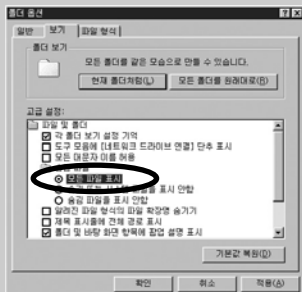 폴더 옵션
일반 보기 파일 형식
폴더 보기
모든 폴더를 같은 모습으로 만들 수 있습니다.
현재 폴더처럼(L) 모든 폴더를 원래대로(R)
고급 설정:
파일 및 폴더
각 폴더 보기 설정 기억
도구 모음에 [네트워크 드라이브 연결] 단추 표시
모든 대문자 이름 허용
모든 파일 표시
표시 안함
숨김 파일을 표시 안함
알려진 파일 형식의 파일 확장명 숨기기
제목 표시줄에 전체 경로 표시
폴더 및 바탕 화면 항목에 팝업 설명 표시
기본값 복원(D)
확인 취소 적용(A)